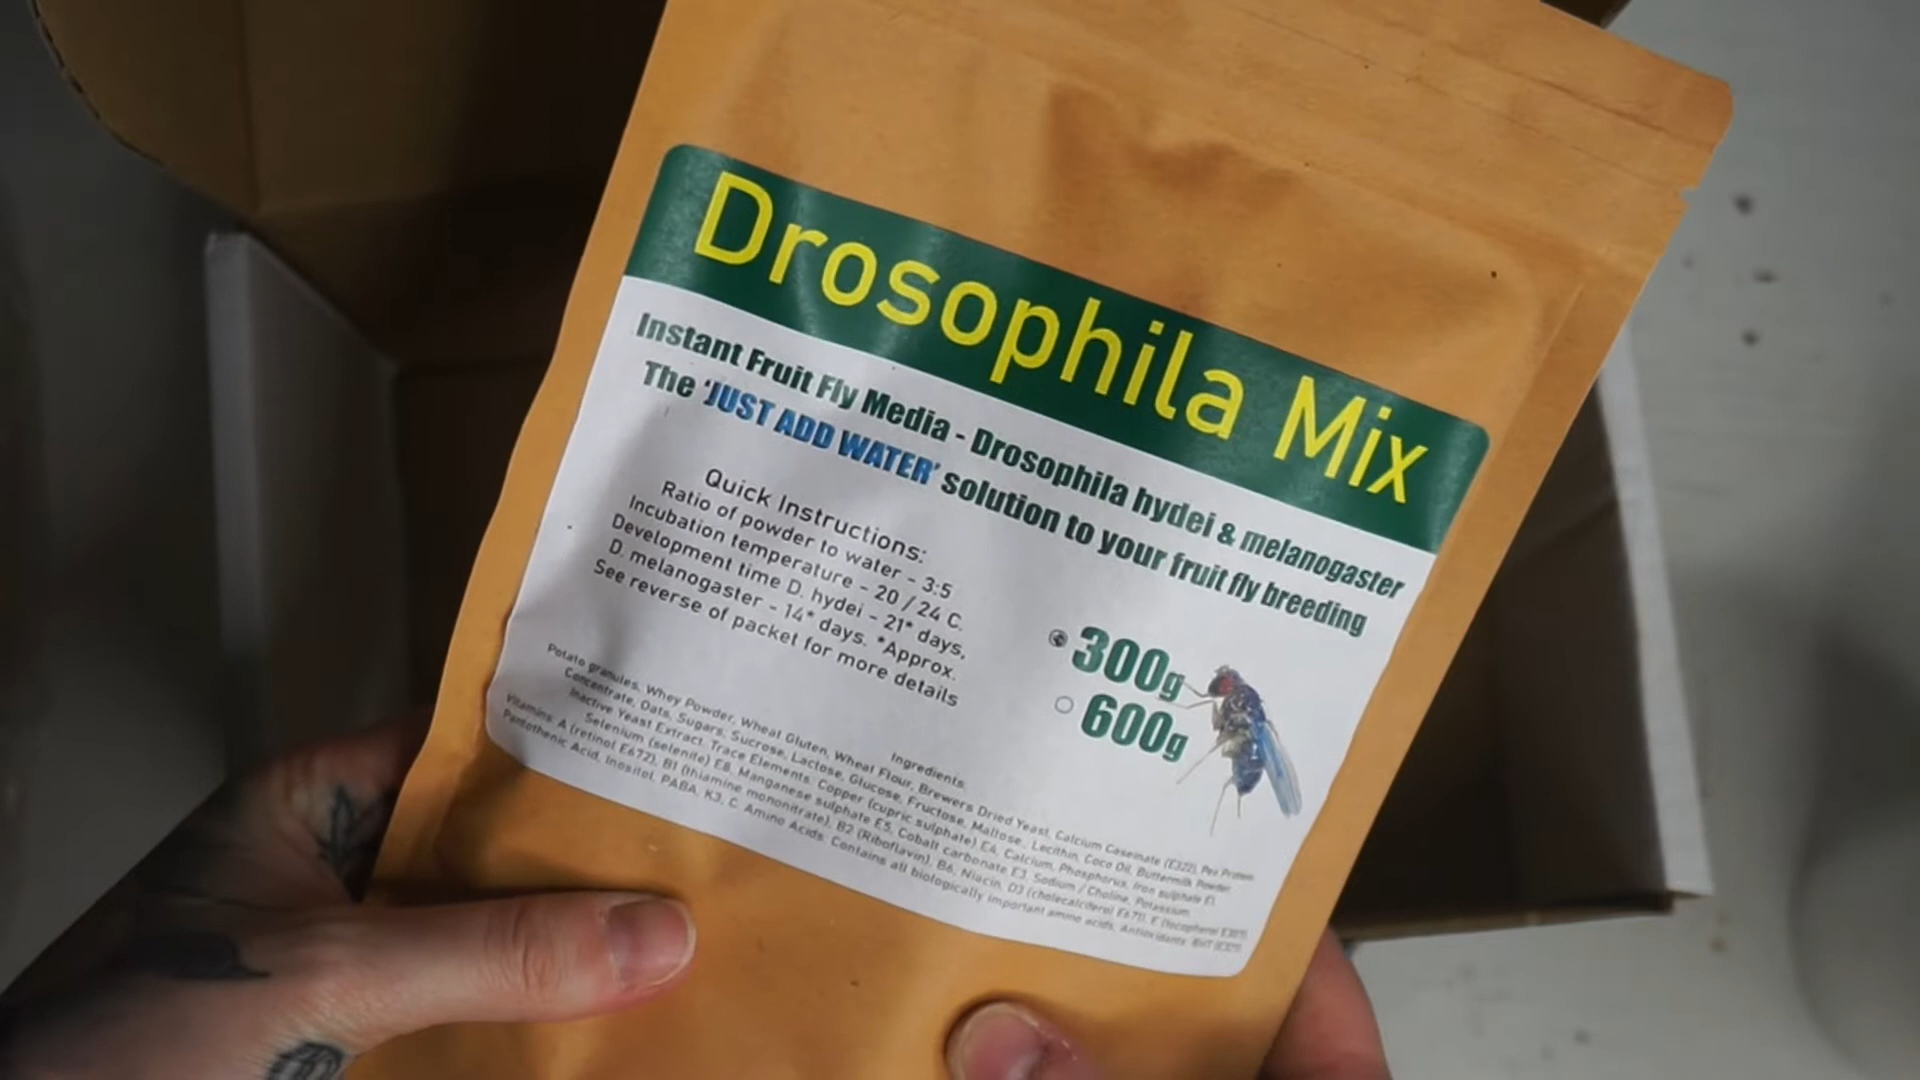 Drosophila Mix
Instant Fruit Fly Media - Drosophila hydei & melanogaster
The 'JUST ADD WATER' solution to your fruit fly breeding
Quick Instructions:
Ratio of powder to water - 3:5
Incubation temperature - 20 / 24 C.
Development time D. hydei - 21* days,
D. melanogaster - 14* days. *Approx.
See reverse of packet for more details
300g
600g
Ingredients
Potato granules, Whey Powder, Wheat Gluten, Wheat Flour, Brewers Dried Yeast, Calcium Caseinate (E322), Pea Protein
Concentrate, Oats, Sugars, Sucrose, Lactose, Glucose, Fructose, Maltose, Lecithin, Coco Oil, Buttermilk Powder
Inactive Yeast Extract. Trace Elements. Copper (cupric sulphate) E4, Calcium, Phosphorus, Iron sulphate E1,
Selenium (selenite) E8, Manganese sulphate E5, Cobalt carbonate E3, Sodium / Choline, Potassium.
Vitamins: A (retinol E672), B1 (thiamine mononitrate), B2 (Riboflavin), B6, Niacin, D3 (cholecalciferol E671), E (tocopherol E307)
Pantothenic Acid, Inositol, PABA, K3, C. Amino Acids: Contains all biologically important amino acids, Antioxidants: BHT (E321)